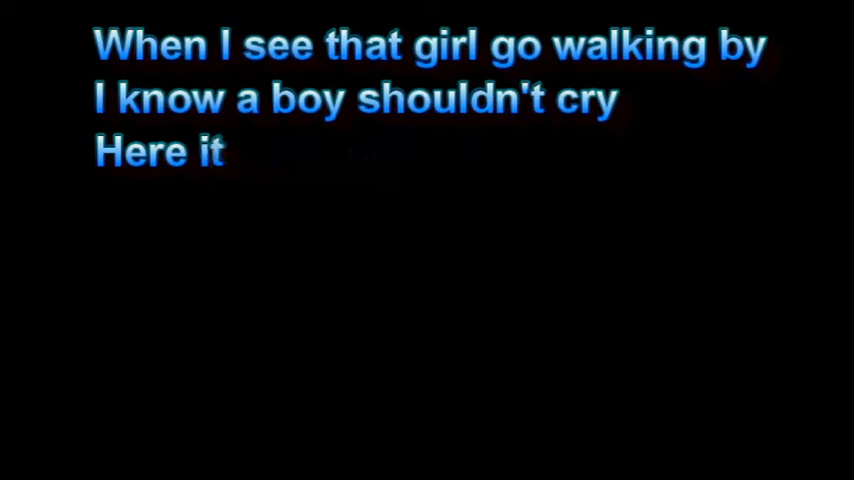 When I see that girl go walking by
I know a boy shouldn't cry
Here it